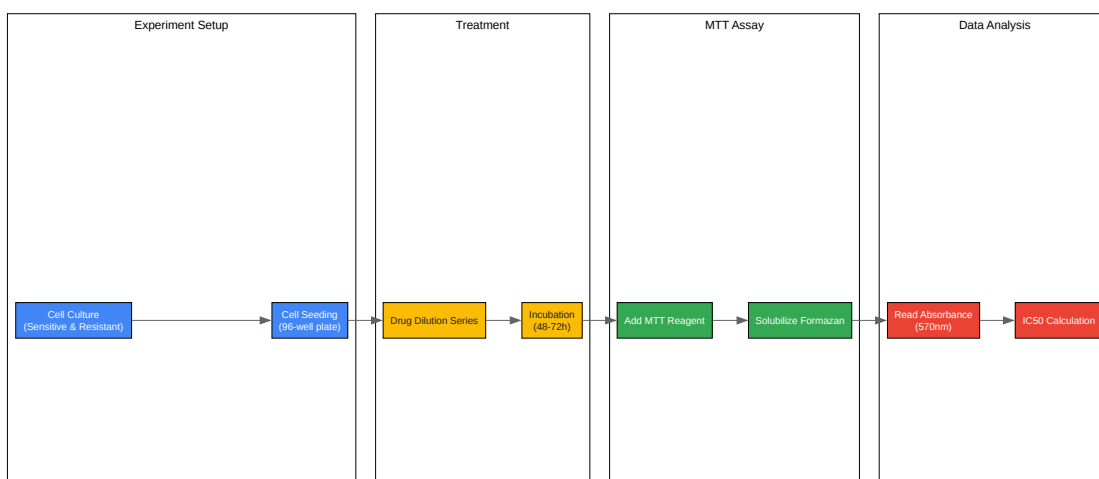 Experiment Setup
Treatment
MTT Assay
Data Analysis
Cell Culture
(Sensitive & Resistant)
Cell Seeding
(96-well plate)
Drug Dilution Series
Incubation
(48-72h)
Add MTT Reagent
Solubilize Formazan
Read Absorbance
(570nm)
IC50 Calculation